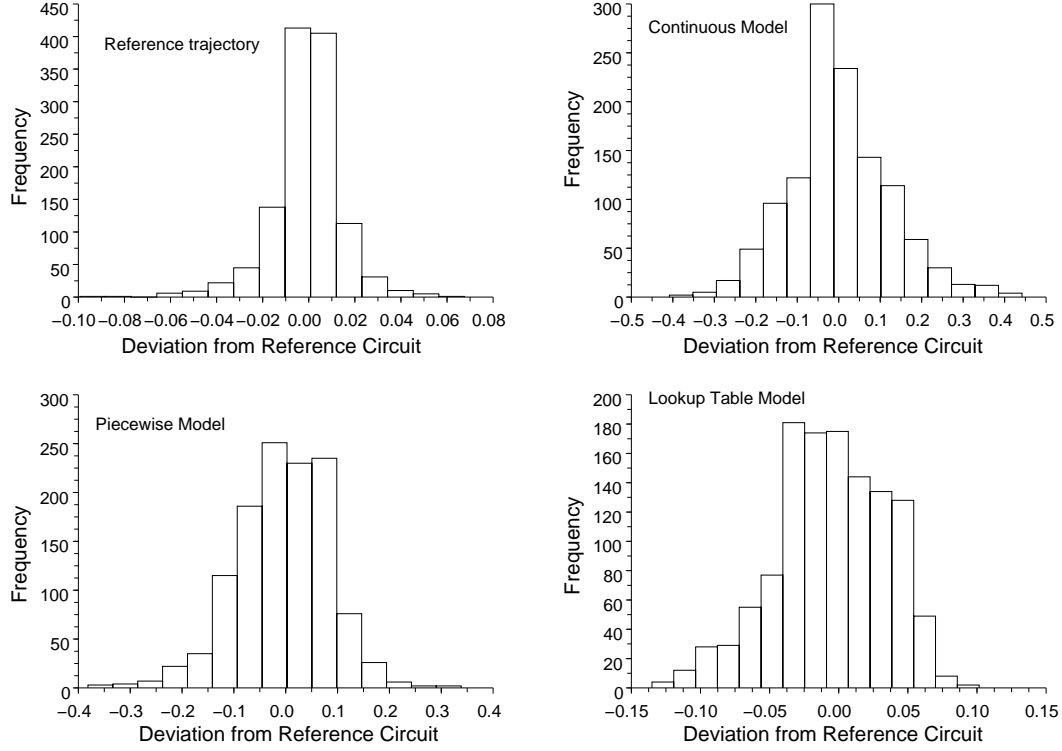 Reference trajectory
Frequency
450
400
350
300
250
200
150
100
50
0
−0.10 −0.08 −0.06 −0.04 −0.02 0.00 0.02 0.04 0.06 0.08
Deviation from Reference Circuit
Continuous Model
Frequency
300
250
200
150
100
50
0
−0.5 −0.4 −0.3 −0.2 −0.1 0.0 0.1 0.2 0.3 0.4 0.5
Deviation from Reference Circuit
Piecewise Model
Frequency
300
250
200
150
100
50
0
−0.4 −0.3 −0.2 −0.1 0.0 0.1 0.2 0.3 0.4
Deviation from Reference Circuit
Lookup Table Model
Frequency
200
180
160
140
120
100
80
60
40
20
0
−0.15 −0.10 −0.05 0.00 0.05 0.10 0.15
Deviation from Reference Circuit